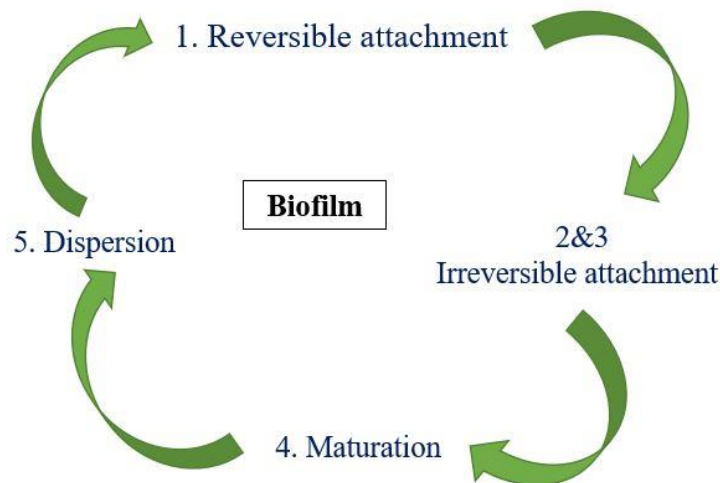 1. Reversible attachment
Biofilm
2&3
Irreversible attachment
5. Dispersion
4. Maturation